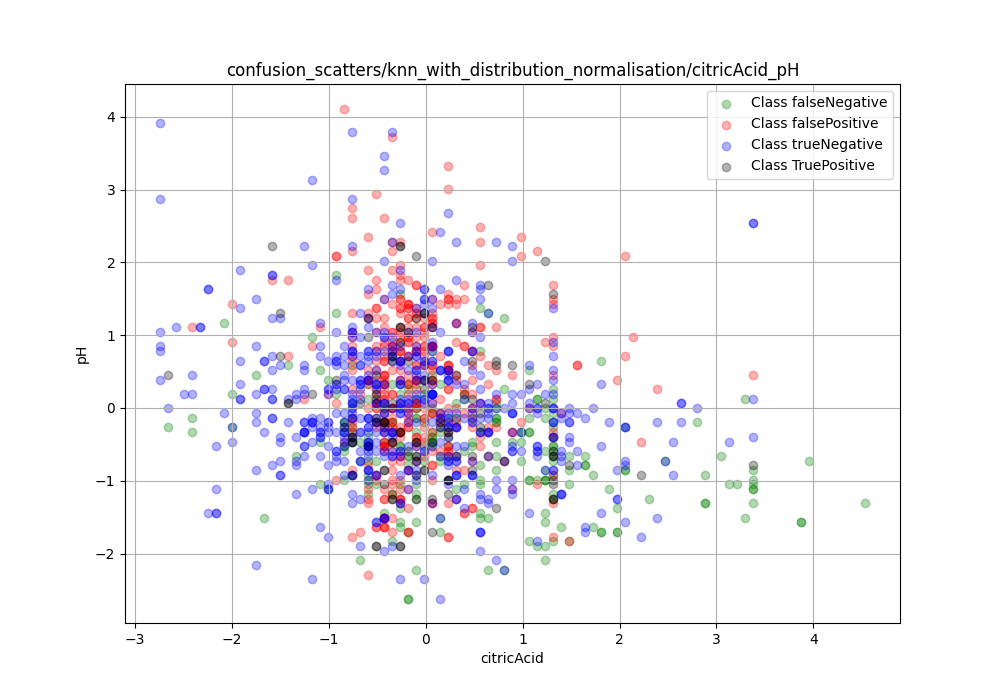 confusion_scatters/knn_with_distribution_normalisation/citricAcid_pH
Class falseNegative
Class falsePositive
Class trueNegative
Class TruePositive
4
3
2
1
0
−1
−2
pH
−3
−2
−1
0
1
2
3
4
citricAcid